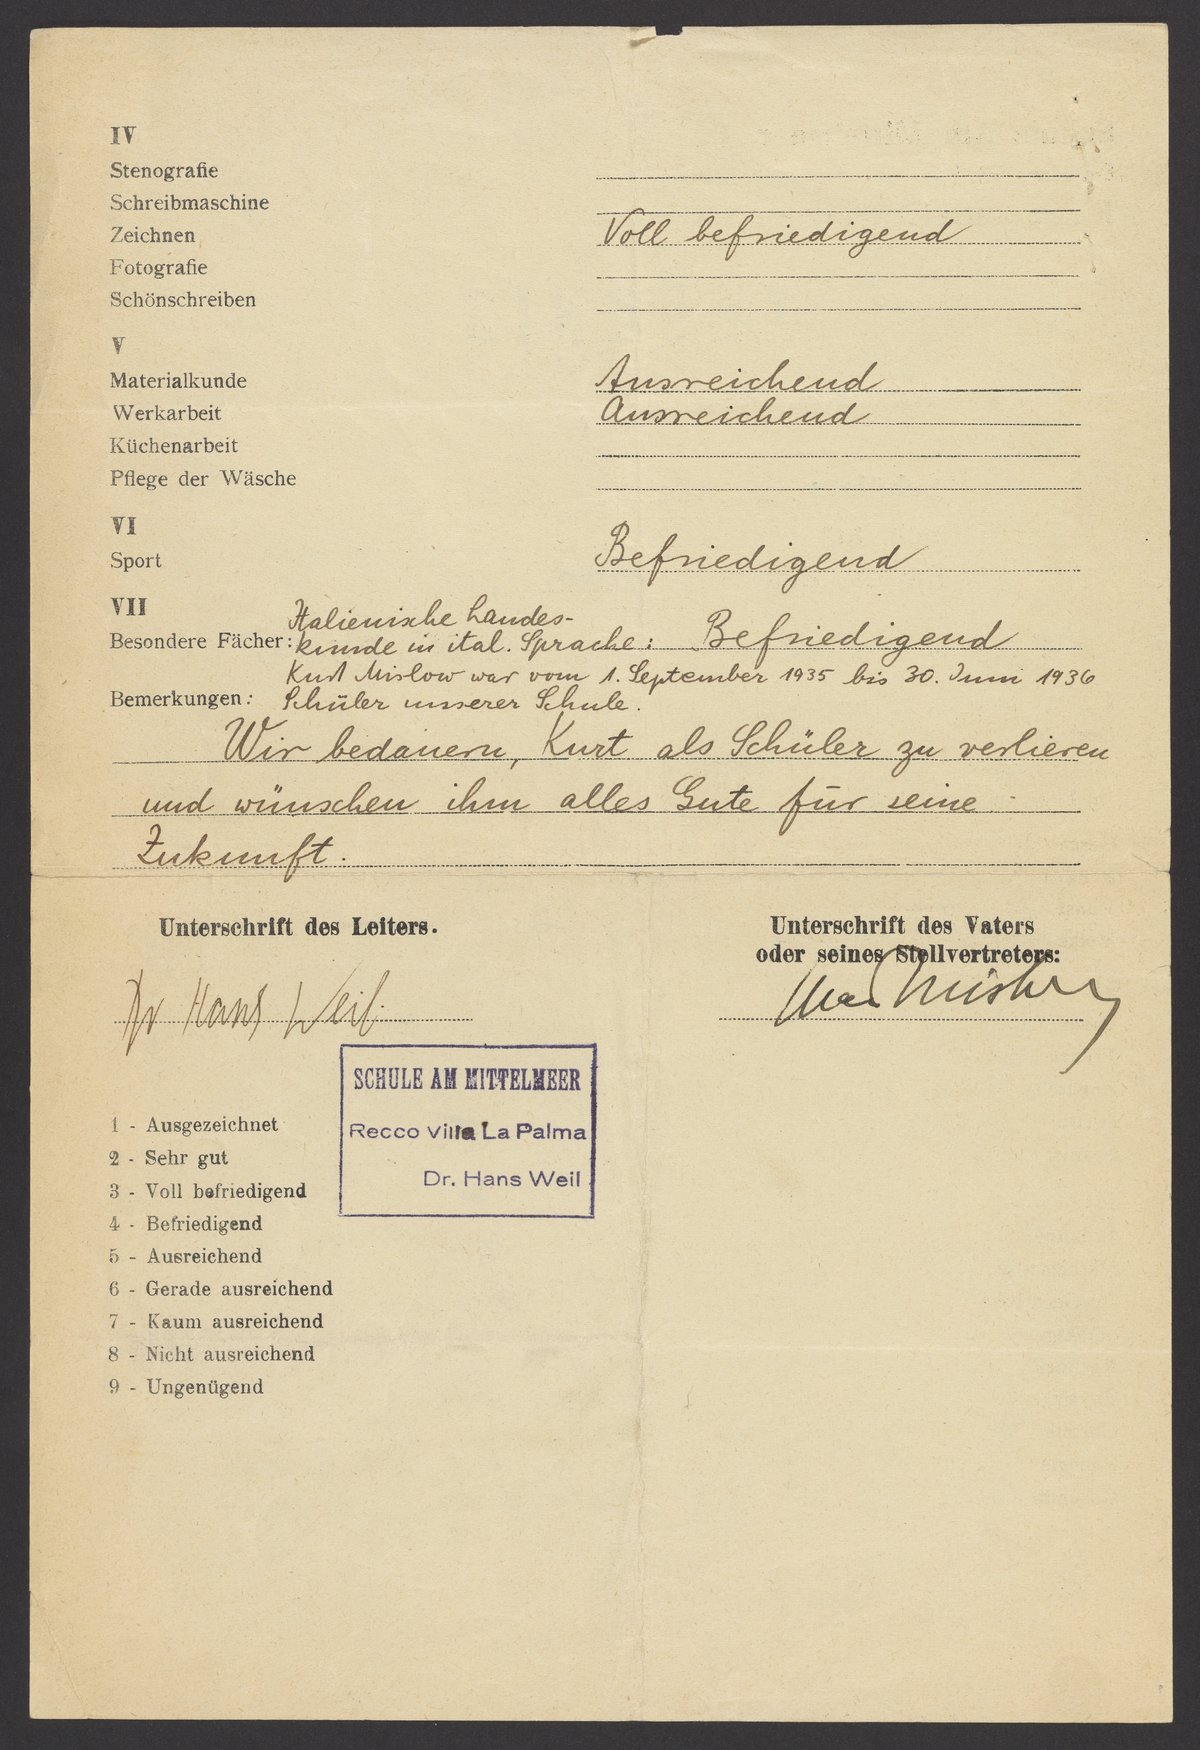 IV
Stenografie
Schreibmaschine
Zeichnen Voll befriedigend
Fotografie
Schönschreiben
V
Materialkunde Ausreichend
Werkarbeit Ausreichend
Küchenarbeit
Pflege der Wäsche
VI
Sport Befriedigend
VII
Italienische Landes-
Besondere Fächer: kunde in ital. Sprache: Befriedigend
Kurt Mislow war vom 1. September 1935 bis 30. Juni 1936
Bemerkungen: Schüler unserer Schule.
Wir bedauern, Kurt als Schüler zu verlieren
und wünschen ihm alles Gute für seine
Zukunft.
Unterschrift des Leiters.
Unterschrift des Vaters
oder seines Stellvertreters:
Dr Hans Weil.
Max Mislow
SCHULE AM MITTELMEER
Recco Villa La Palma
Dr. Hans Weil
1 - Ausgezeichnet
2 - Sehr gut
3 - Voll befriedigend
4 - Befriedigend
5 - Ausreichend
6 - Gerade ausreichend
7 - Kaum ausreichend
8 - Nicht ausreichend
9 - Ungenügend